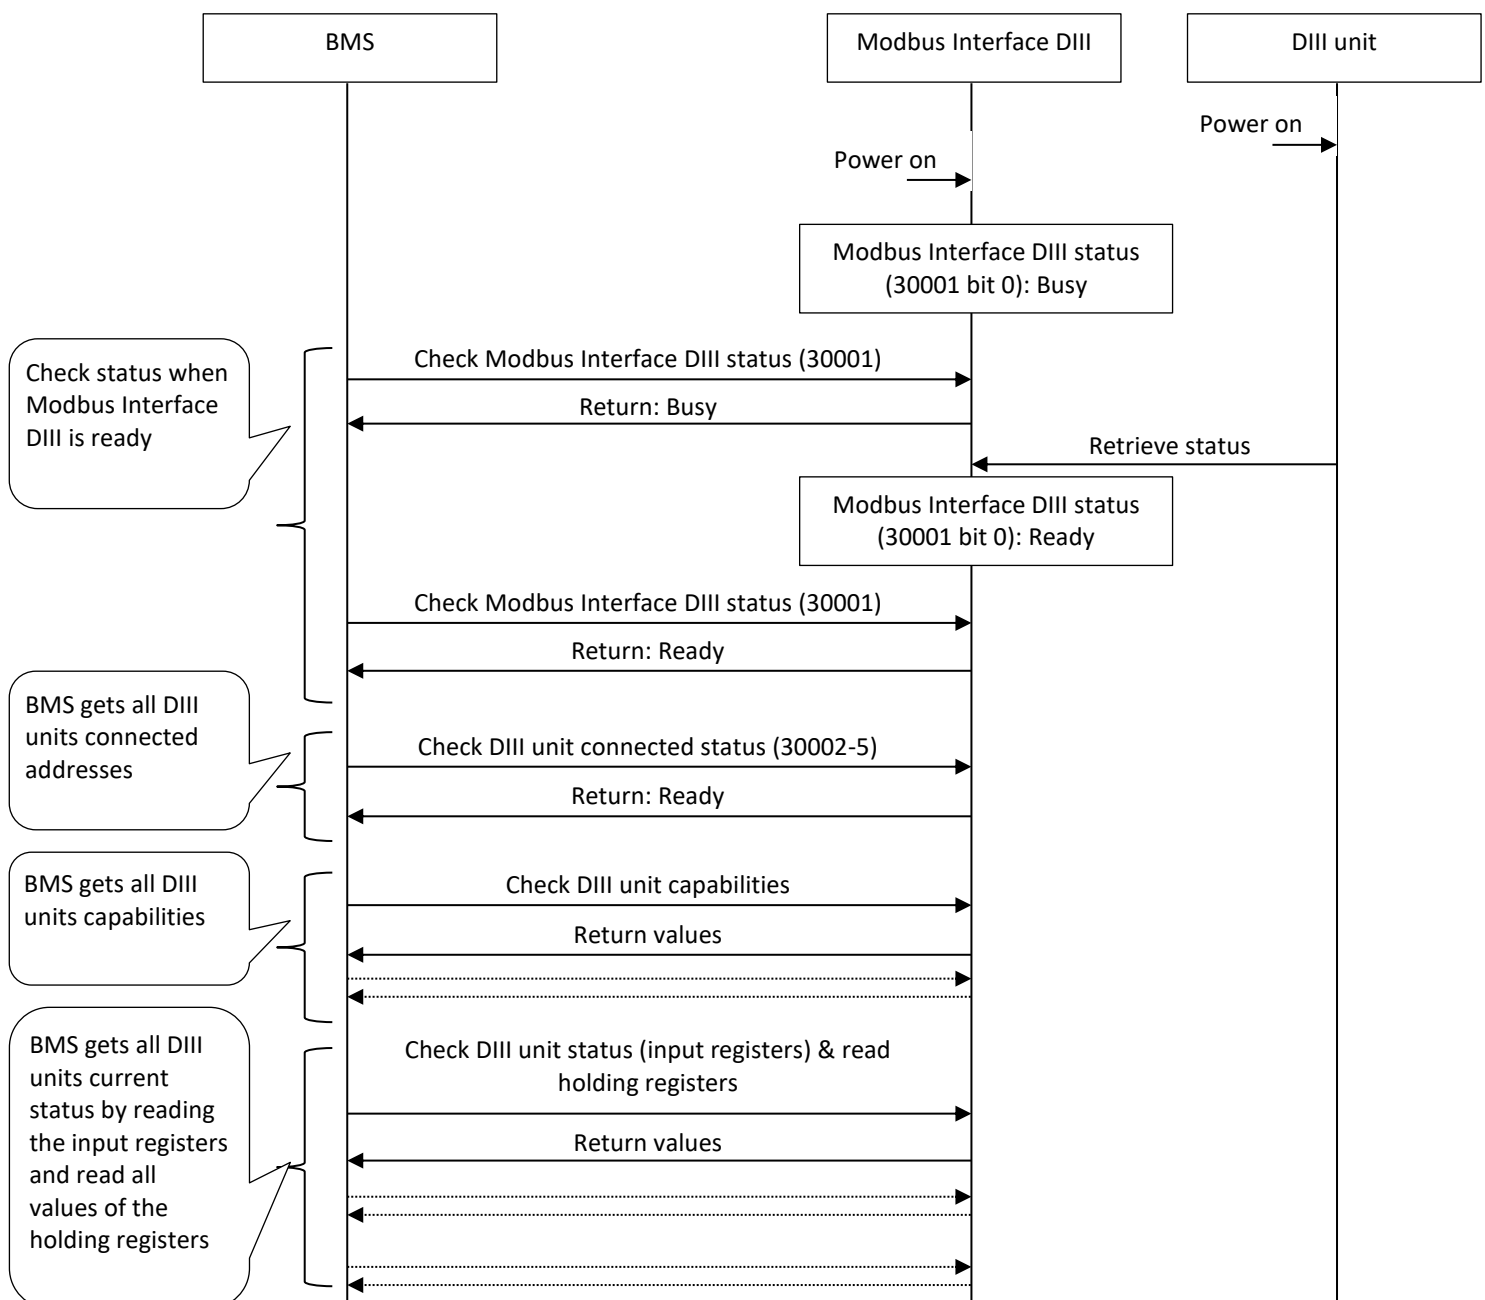 BMS
Modbus Interface DIII
DIII unit
Power on
Power on
Modbus Interface DIII status
(30001 bit 0): Busy
Check status when
Modbus Interface
DIII is ready
Check Modbus Interface DIII status (30001)
Return: Busy
Retrieve status
Modbus Interface DIII status
(30001 bit 0): Ready
Check Modbus Interface DIII status (30001)
Return: Ready
BMS gets all DIII
units connected
addresses
Check DIII unit connected status (30002-5)
Return: Ready
BMS gets all DIII
units capabilities
Check DIII unit capabilities
Return values
BMS gets all DIII
units current
status by reading
the input registers
and read all
values of the
holding registers
Check DIII unit status (input registers) & read
holding registers
Return values